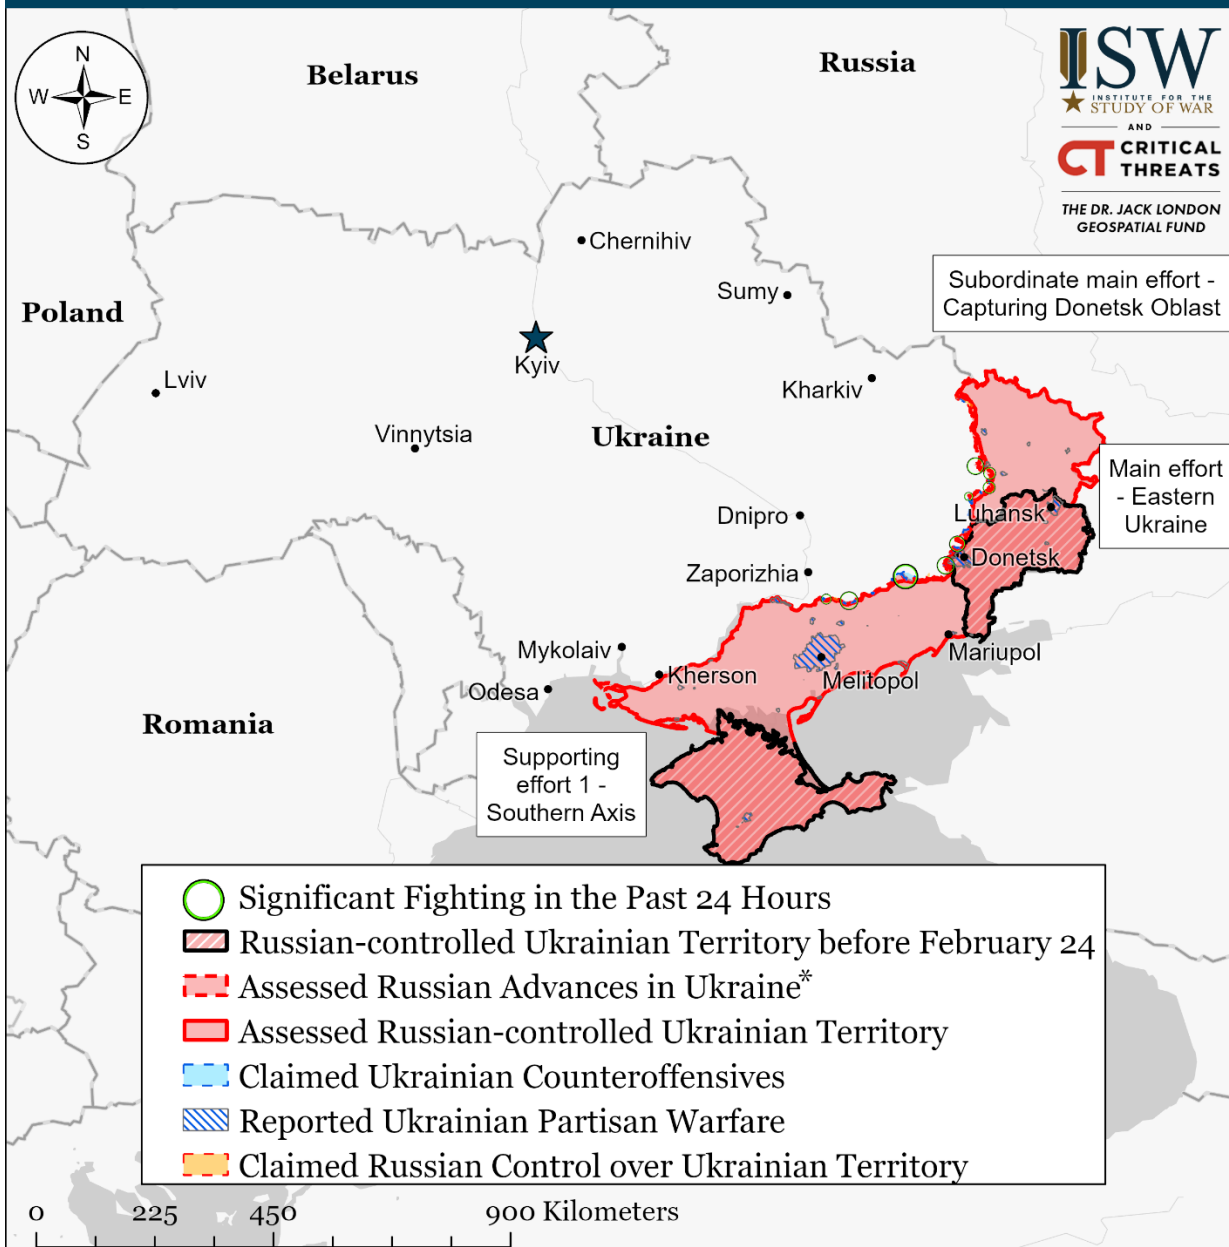 N
W
E
S
Belarus
Russia
ISW
INSTITUTE FOR THE
STUDY OF WAR
AND
CT CRITICAL
THREATS
THE DR. JACK LONDON
GEOSPATIAL FUND
Chernihiv
Sumy
Subordinate main effort -
Capturing Donetsk Oblast
Poland
Kyiv
Lviv
Kharkiv
Vinnytsia
Ukraine
Main effort
- Eastern
Ukraine
Luhansk
Dnipro
Donetsk
Zaporizhia
Mykolaiv
Mariupol
Kherson
Melitopol
Odesa
Romania
Supporting
effort 1 -
Southern Axis
Significant Fighting in the Past 24 Hours
Russian-controlled Ukrainian Territory before February 24
Assessed Russian Advances in Ukraine*
Assessed Russian-controlled Ukrainian Territory
Claimed Ukrainian Counteroffensives
Reported Ukrainian Partisan Warfare
Claimed Russian Control over Ukrainian Territory
0 225 450 900 Kilometers